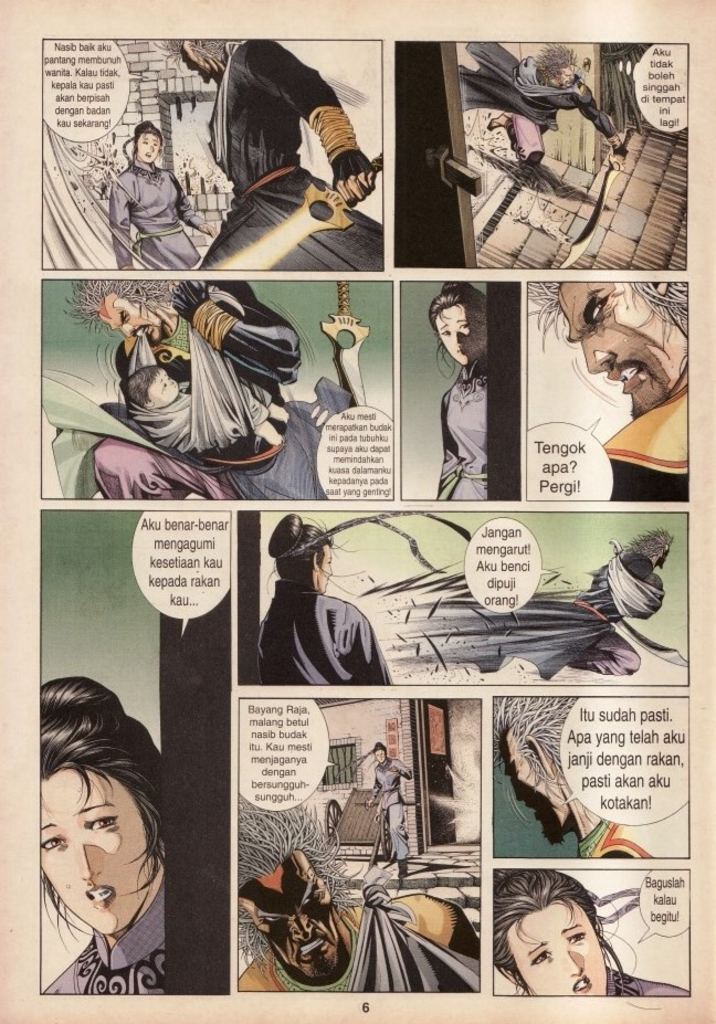 Nasib baik aku
pantang membunuh
wanita. Kalau tidak,
kepala kau pasti
akan berpisah
dengan badan
kau sekarang!
Aku
tidak
boleh
singgah
di tempat
ini
lagi!
Aku mesti
merapatkan budak
ini pada tubuhku
supaya aku dapat
memindahkan
kuasa dalamanku
kepadanya pada
saat yang genting!
Tengok
apa?
Pergi!
Aku benar-benar
mengagumi
kesetiaan kau
kepada rakan
kau...
Jangan
mengarut!
Aku benci
dipuji
orang!
Bayang Raja,
malang betul
nasib budak
itu. Kau mesti
menjaganya
dengan
bersungguh-
sungguh...
Itu sudah pasti.
Apa yang telah aku
janji dengan rakan,
pasti akan aku
kotakan!
Baguslah
kalau
begitu!
6